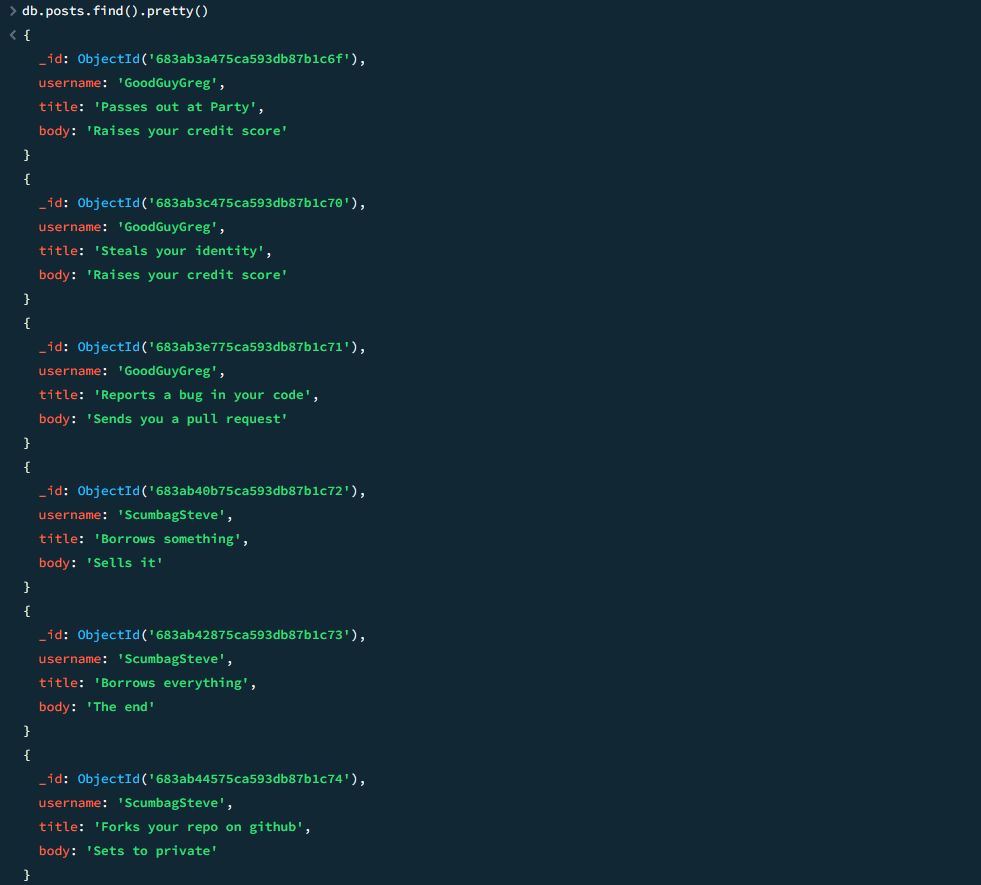 > db.posts.find().pretty()
< {
_id: ObjectId('683ab3a475ca593db87b1c6f'),
username: 'GoodGuyGreg',
title: 'Passes out at Party',
body: 'Raises your credit score'
}
{
_id: ObjectId('683ab3c475ca593db87b1c70'),
username: 'GoodGuyGreg',
title: 'Steals your identity',
body: 'Raises your credit score'
}
{
_id: ObjectId('683ab3e775ca593db87b1c71'),
username: 'GoodGuyGreg',
title: 'Reports a bug in your code',
body: 'Sends you a pull request'
}
{
_id: ObjectId('683ab40b75ca593db87b1c72'),
username: 'ScumbagSteve',
title: 'Borrows something',
body: 'Sells it'
}
{
_id: ObjectId('683ab42875ca593db87b1c73'),
username: 'ScumbagSteve',
title: 'Borrows everything',
body: 'The end'
}
{
_id: ObjectId('683ab44575ca593db87b1c74'),
username: 'ScumbagSteve',
title: 'Forks your repo on github',
body: 'Sets to private'
}